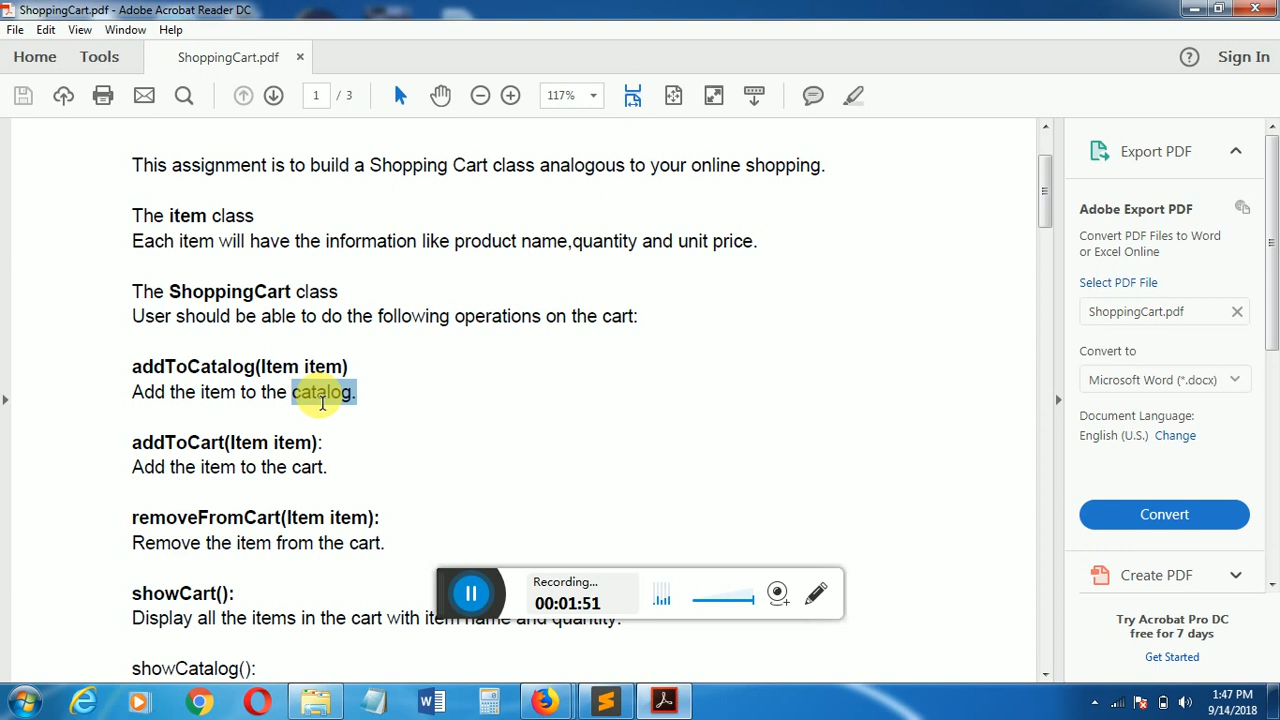 ShoppingCart.pdf - Adobe Acrobat Reader DC
File Edit View Window Help
Home Tools ShoppingCart.pdf × Sign In
1 / 3 117%
This assignment is to build a Shopping Cart class analogous to your online shopping.
The item class
Each item will have the information like product name,quantity and unit price.
The ShoppingCart class
User should be able to do the following operations on the cart:
addToCatalog(Item item)
Add the item to the catalog.
addToCart(Item item):
Add the item to the cart.
removeFromCart(Item item):
Remove the item from the cart.
showCart():
Display all the items in the cart with item name and quantity.
showCatalog():
Recording...
00:01:51
Export PDF
Adobe Export PDF
Convert PDF Files to Word
or Excel Online
Select PDF File
ShoppingCart.pdf
Convert to
Microsoft Word (*.docx)
Document Language:
English (U.S.) Change
Convert
Create PDF
Try Acrobat Pro DC
free for 7 days
Get Started
1:47 PM
9/14/2018